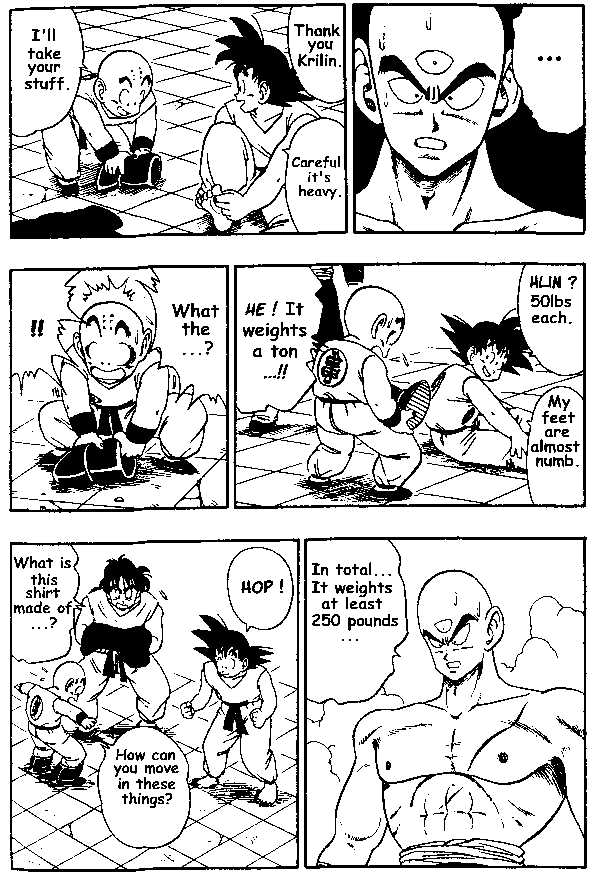 I'll
take
your
stuff.
Thank
you
Krilin.
Careful
it's
heavy.
...
!!
What
the
...?
HE! It
weights
a ton
...!!
HUN ?
50lbs
each.
My
feet
are
almost
numb.
What is
this
shirt
made of
...?
HOP !
How can
you move
in these
things?
In total...
It weights
at least
250 pounds
...